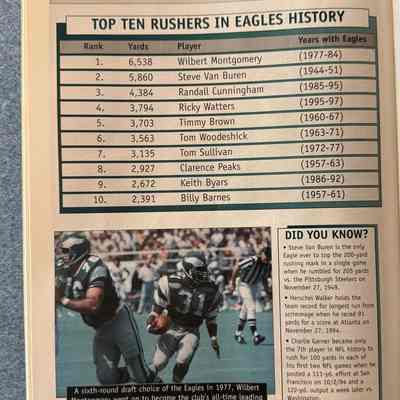 TOP TEN RUSHERS IN EAGLES HISTORY
Rank Yards Player Years with Eagles
1. 6,538 Wilbert Montgomery (1977-84)
2. 5,860 Steve Van Buren (1944-51)
3. 4,384 Randall Cunningham (1985-95)
4. 3,794 Ricky Watters (1995-97)
5. 3,703 Timmy Brown (1960-67)
6. 3,563 Tom Woodeshick (1963-71)
7. 3,135 Tom Sullivan (1972-77)
8. 2,927 Clarence Peaks (1957-63)
9. 2,672 Keith Byars (1986-92)
10. 2,391 Billy Barnes (1957-61)
DID YOU KNOW?
• Steve Van Buren is the only
Eagle ever to top the 200-yard
rushing mark in a single game
when he rumbled for 205 yards
vs. the Pittsburgh Steelers on
November 27, 1949.
• Herschel Walker holds the
team record for longest run from
scrimmage when he raced 91
yards for a score at Atlanta on
November 27, 1994.
• Charlie Garner became only
the 7th player in NFL history to
rush for 100 yards in each of
his first two NFL games when he
posted a 111-yd. effort at San
Francisco on 10/2/94 and a
122-yd. output a week later vs.
Washington.
31
A sixth-round draft choice of the Eagles in 1977, Wilbert
Montgomery went on to become the club's all-time leading